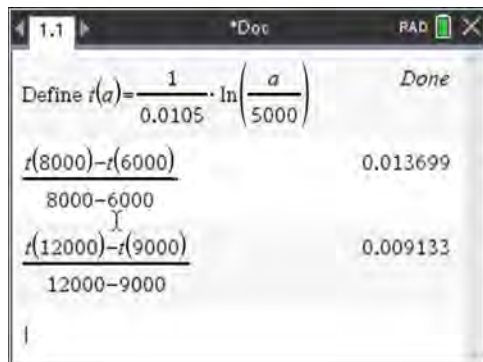 1.1 *Doc RAD
Define t(a)=1/0.0105·ln(a/5000) Done
t(8000)−t(6000)/8000−6000 0.013699
t(12000)−t(9000)/12000−9000 0.009133